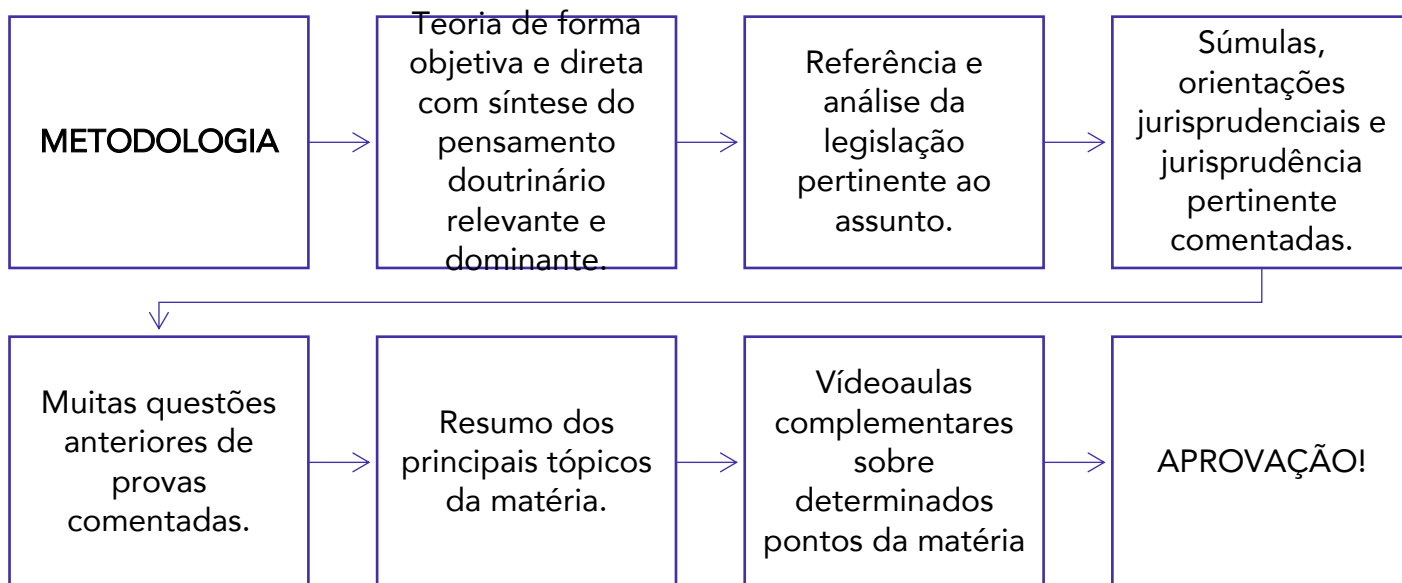 METODOLOGIA
Teoria de forma
objetiva e direta
com síntese do
pensamento
doutrinário
relevante e
dominante.
Referência e
análise da
legislação
pertinente ao
assunto.
Súmulas,
orientações
jurisprudenciais e
jurisprudência
pertinente
comentadas.
Muitas questões
anteriores de
provas
comentadas.
Resumo dos
principais tópicos
da matéria.
Vídeoaulas
complementares
sobre
determinados
pontos da matéria
APROVAÇÃO!